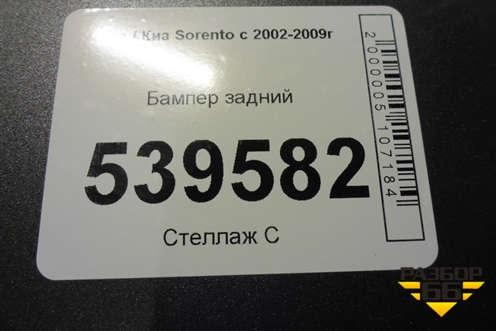 / Киа Sorento с 2002-2009г
Бампер задний
539582
Стеллаж С
2000005107184
РАЗБОР
66